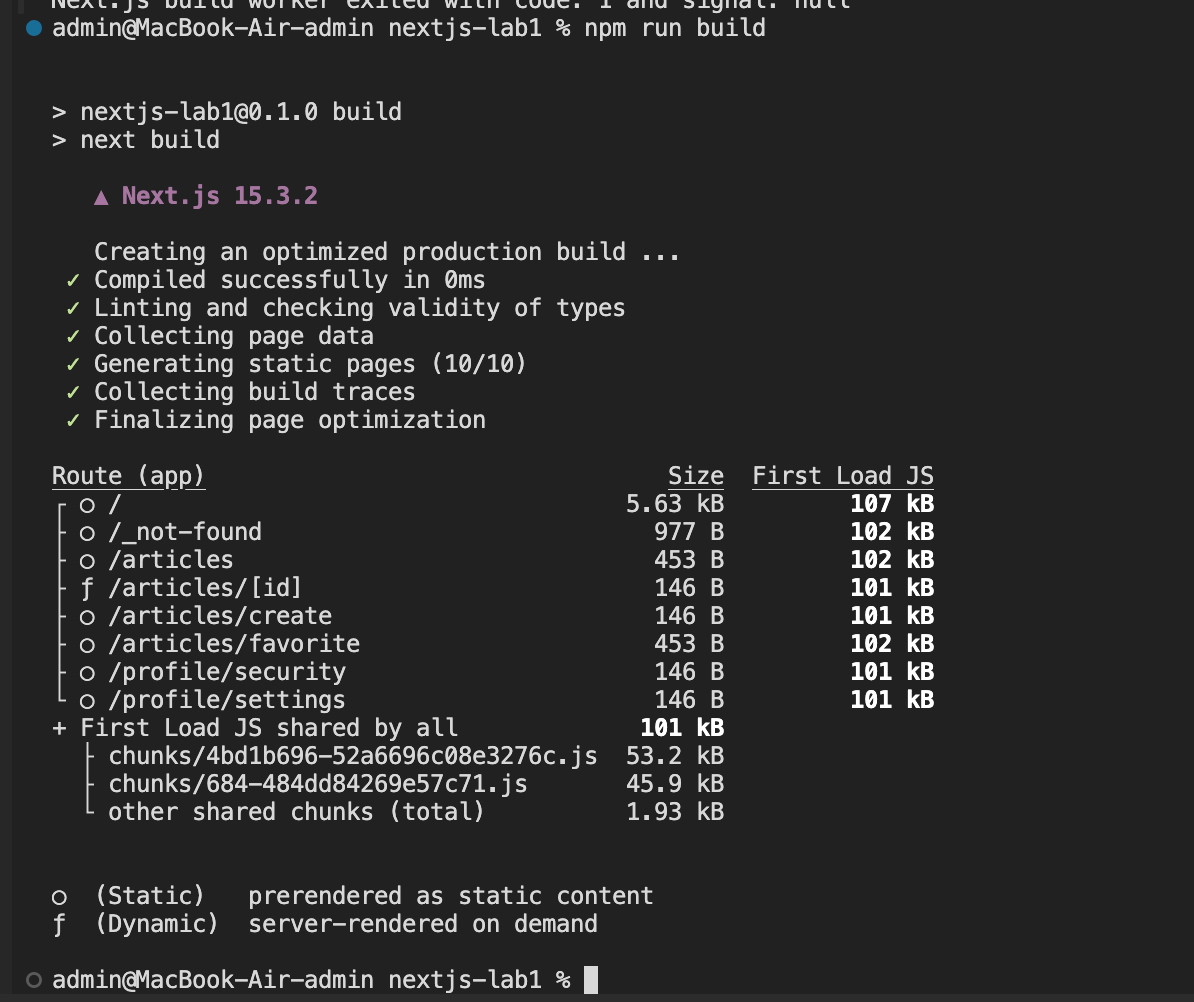 Next.js build worker exited with code: 1 and signal: null
admin@MacBook-Air-admin nextjs-lab1 % npm run build
> nextjs-lab1@0.1.0 build
> next build
▲ Next.js 15.3.2
Creating an optimized production build ...
✓ Compiled successfully in 0ms
✓ Linting and checking validity of types
✓ Collecting page data
✓ Generating static pages (10/10)
✓ Collecting build traces
✓ Finalizing page optimization
Route (app) Size First Load JS
┌ ○ / 5.63 kB 107 kB
├ ○ /_not-found 977 B 102 kB
├ ○ /articles 453 B 102 kB
├ ƒ /articles/[id] 146 B 101 kB
├ ○ /articles/create 146 B 101 kB
├ ○ /articles/favorite 453 B 102 kB
├ ○ /profile/security 146 B 101 kB
└ ○ /profile/settings 146 B 101 kB
+ First Load JS shared by all 101 kB
├ chunks/4bd1b696-52a6696c08e3276c.js 53.2 kB
├ chunks/684-484dd84269e57c71.js 45.9 kB
└ other shared chunks (total) 1.93 kB
○ (Static) prerendered as static content
ƒ (Dynamic) server-rendered on demand
admin@MacBook-Air-admin nextjs-lab1 %